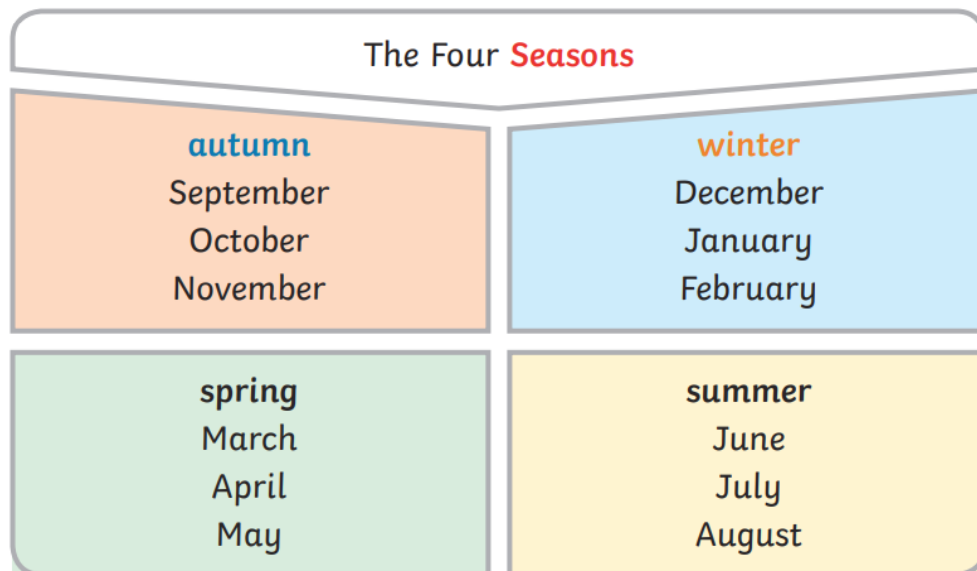 The Four Seasons
autumn
September
October
November
winter
December
January
February
spring
March
April
May
summer
June
July
August